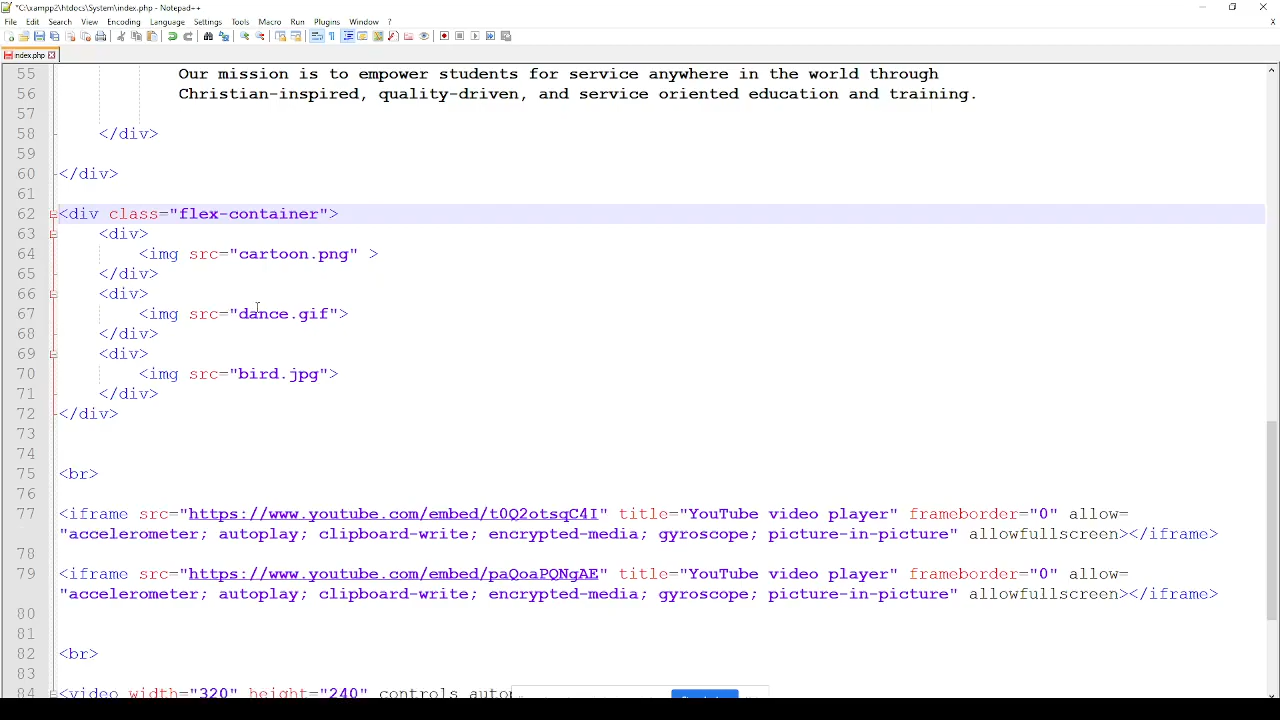 *C:\xampp2\htdocs\System\index.php - Notepad++
File Edit Search View Encoding Language Settings Tools Macro Run Plugins Window ? X
index.php
55 Our mission is to empower students for service anywhere in the world through
56 Christian-inspired, quality-driven, and service oriented education and training.
57
58 </div>
59
60 </div>
61
62 <div class="flex-container">
63 <div>
64 <img src="cartoon.png" >
65 </div>
66 <div>
67 <img src="dance.gif">
68 </div>
69 <div>
70 <img src="bird.jpg">
71 </div>
72 </div>
73
74
75 <br>
76
77 <iframe src="https://www.youtube.com/embed/t0Q2otsqC4I" title="YouTube video player" frameborder="0" allow=
"accelerometer; autoplay; clipboard-write; encrypted-media; gyroscope; picture-in-picture" allowfullscreen></iframe>
78
79 <iframe src="https://www.youtube.com/embed/paQoaPQNgAE" title="YouTube video player" frameborder="0" allow=
"accelerometer; autoplay; clipboard-write; encrypted-media; gyroscope; picture-in-picture" allowfullscreen></iframe>
80
81
82 <br>
83
84 <video width="320" height="240" controls